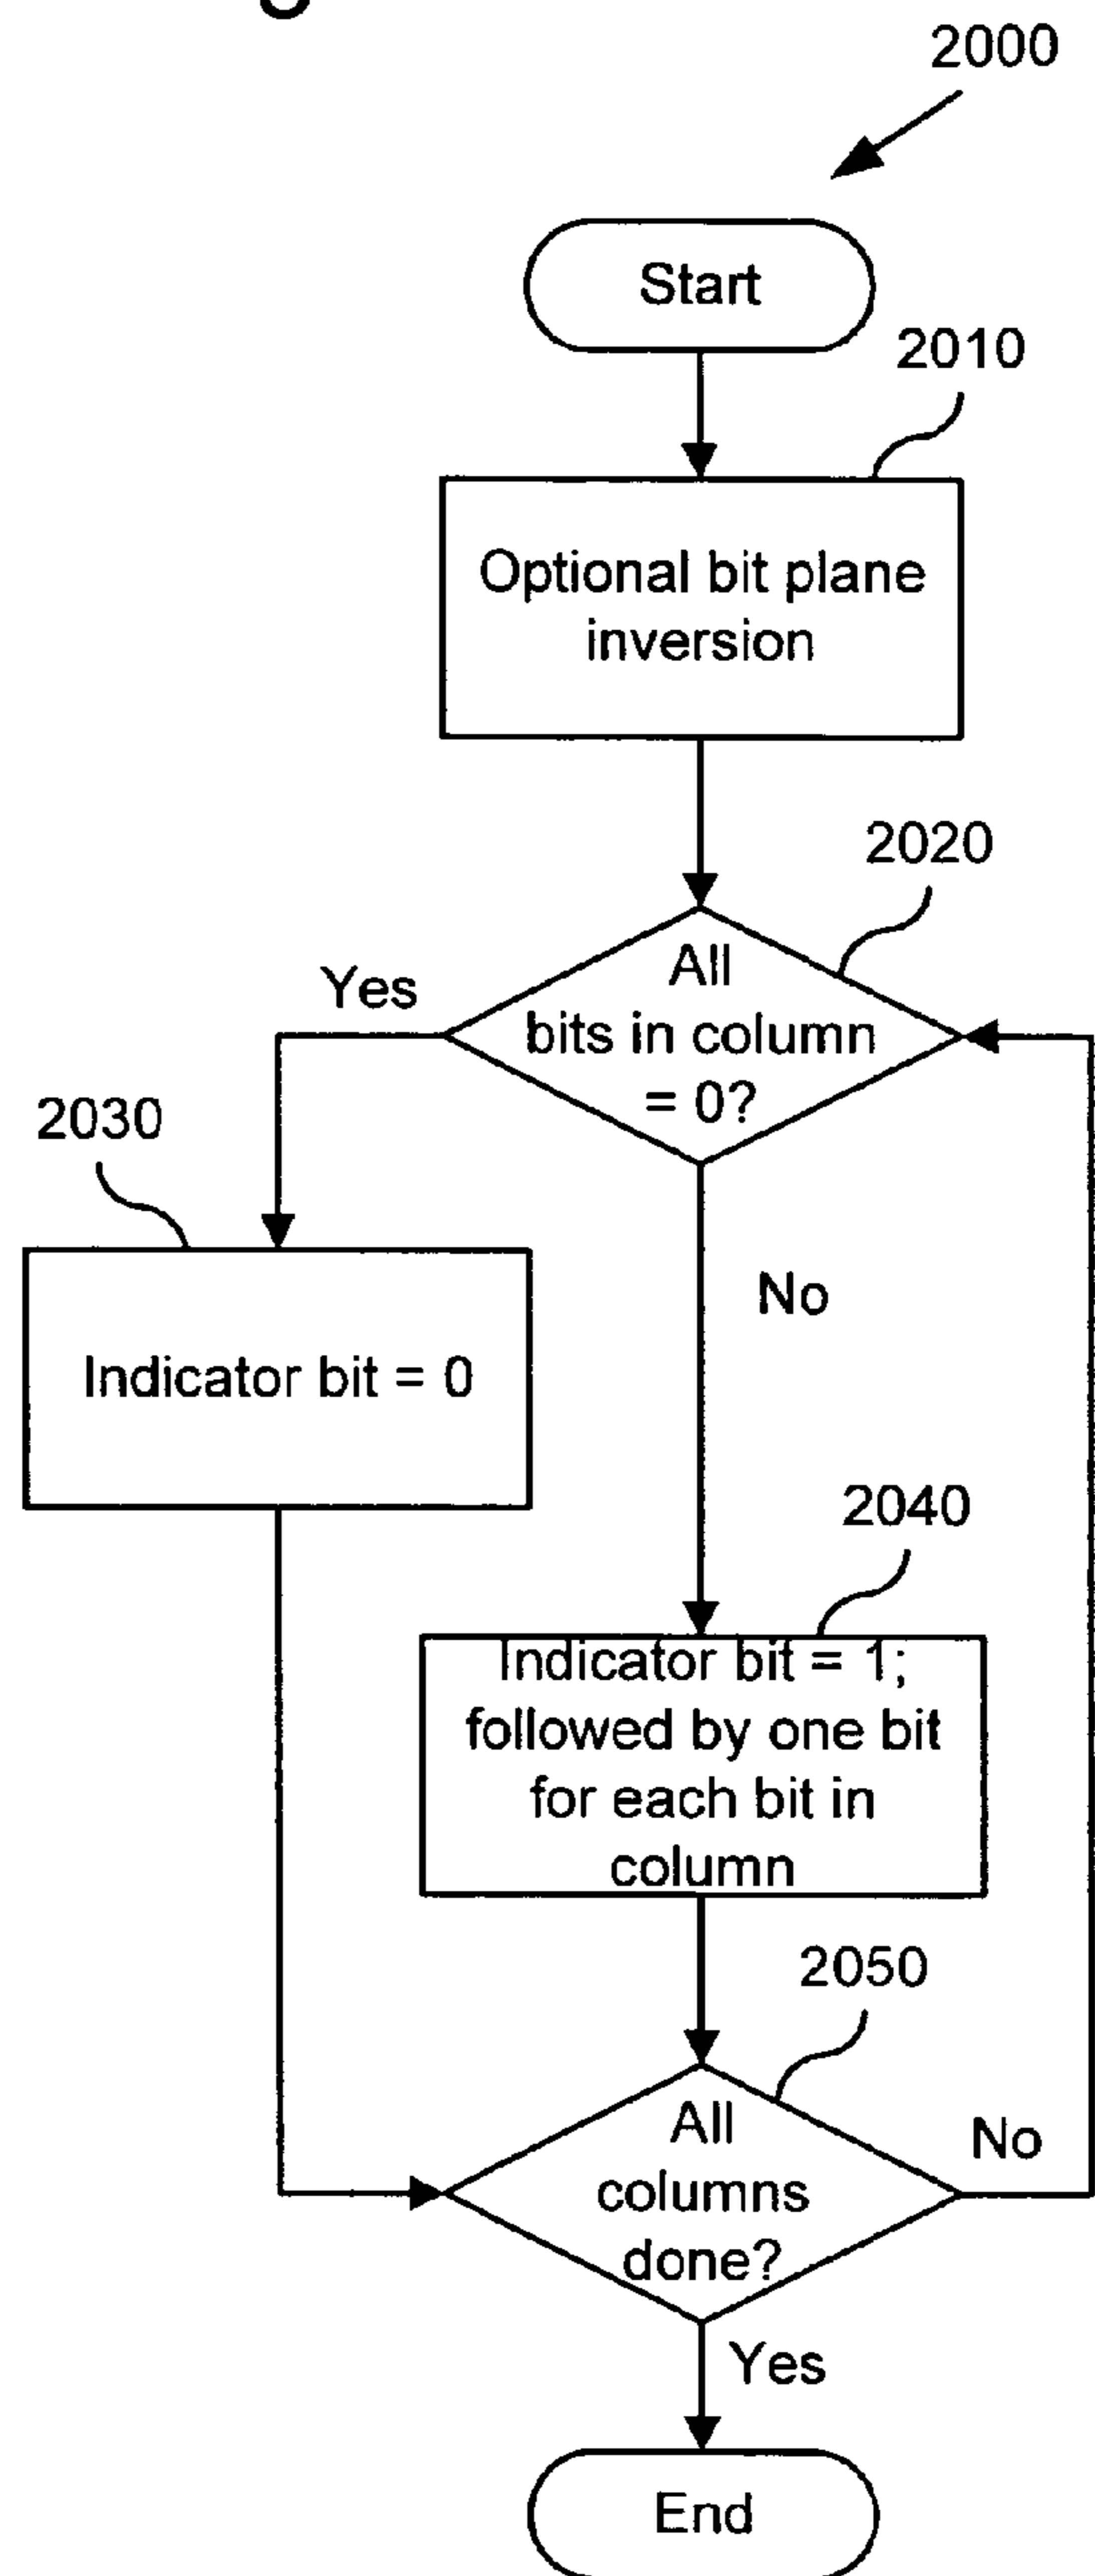 2000
Start
2010
Optional bit plane
inversion
2020
All
bits in column
= 0?
Yes
2030
No
Indicator bit = 0
2040
Indicator bit = 1;
followed by one bit
for each bit in
column
2050
All
columns
done?
No
Yes
End